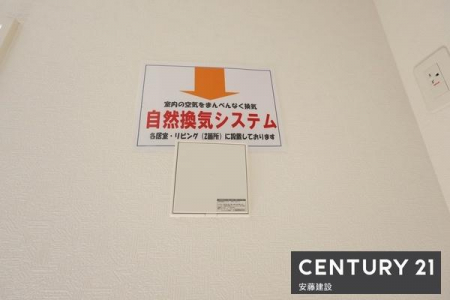 室内の空気をまんべんなく換気
自然換気システム
各居室・リビング（2箇所）に設置しております
CENTURY 21
安藤建設